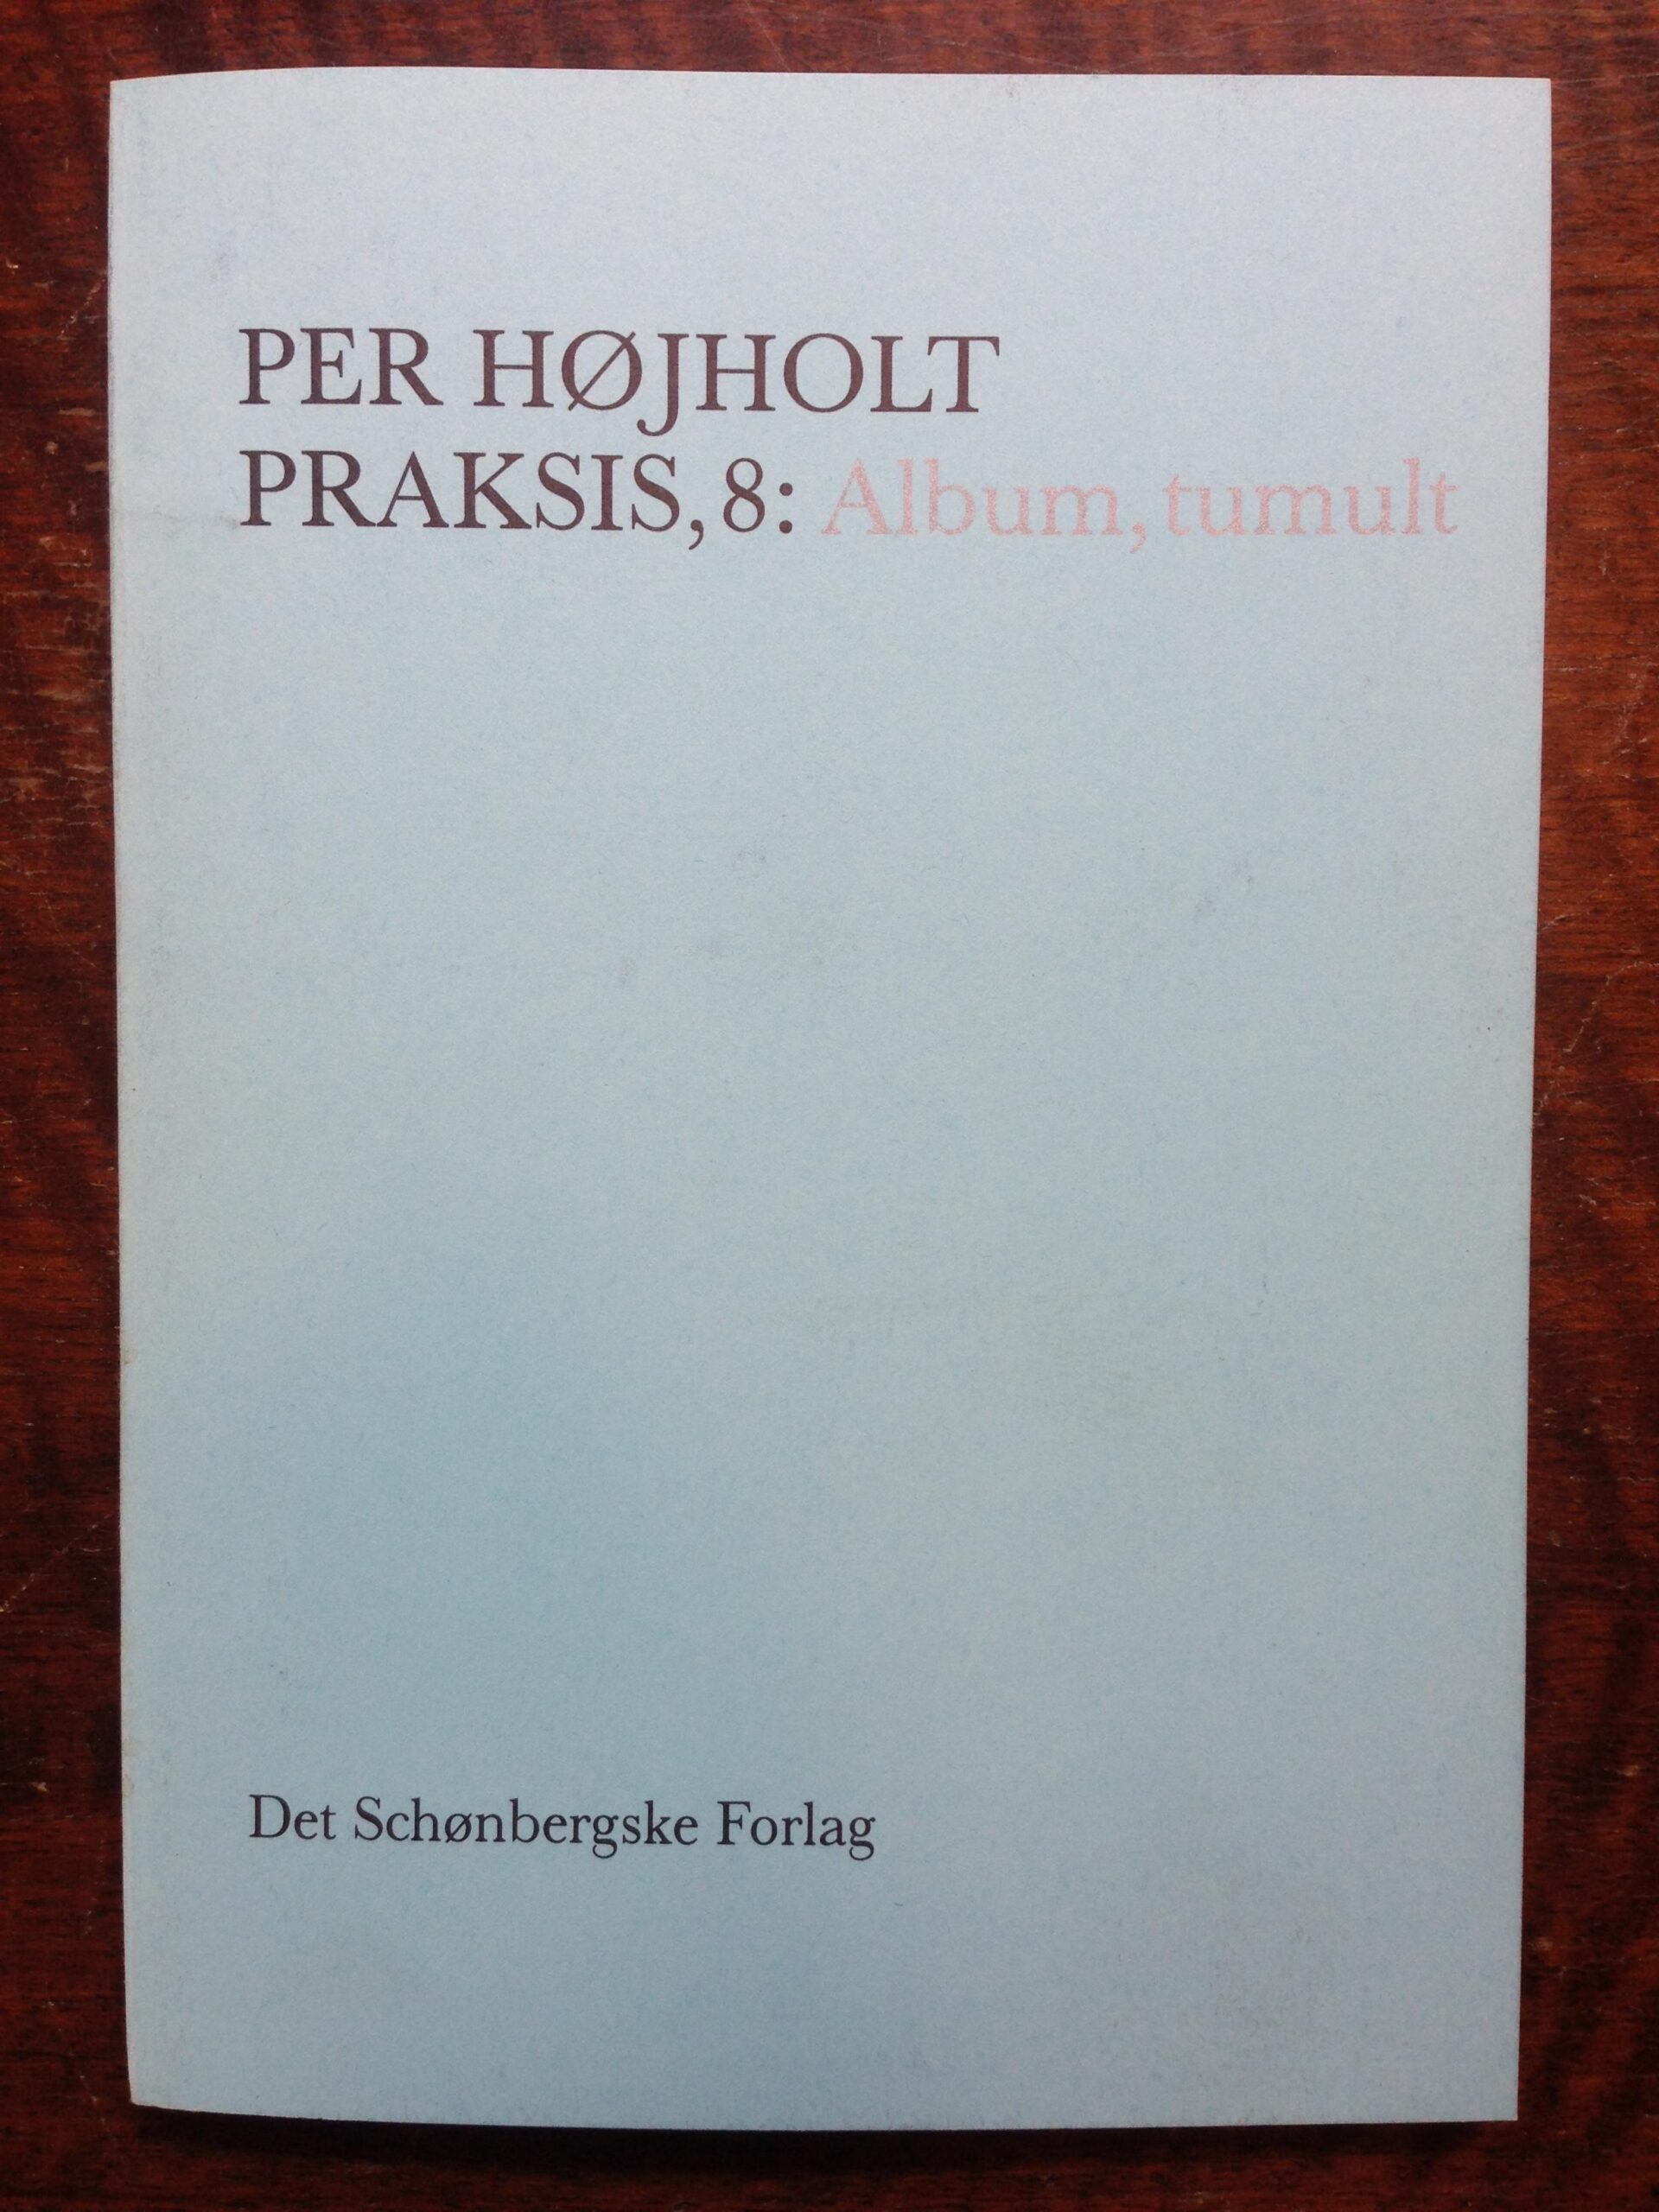 PER HØJHOLT
PRAKSIS, 8: Album, tumult
Det Schønbergske Forlag